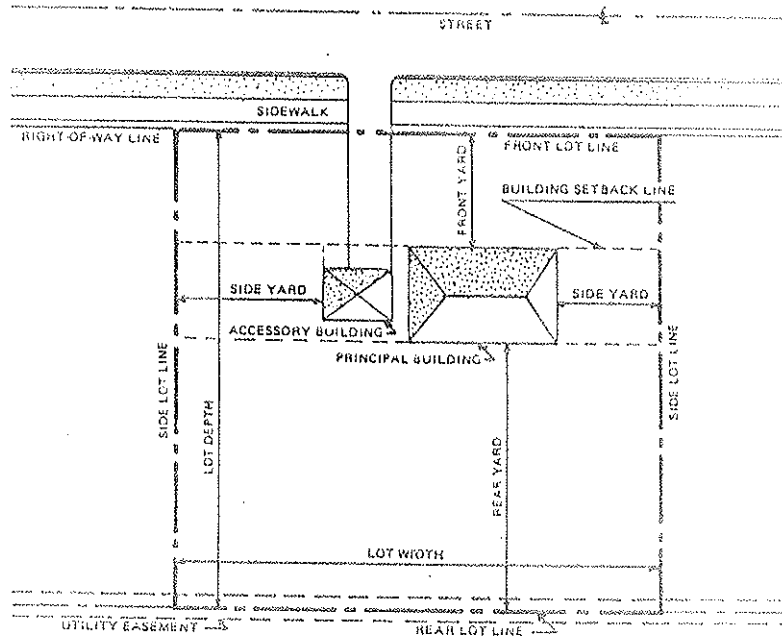 STREET
SIDEWALK
RIGHT-OF-WAY LINE
FRONT LOT LINE
FRONT YARD
BUILDING SETBACK LINE
SIDE YARD
SIDE YARD
ACCESSORY BUILDING
PRINCIPAL BUILDING
SIDE LOT LINE
LOT DEPTH
REAR YARD
SIDE LOT LINE
LOT WIDTH
UTILITY EASEMENT
REAR LOT LINE